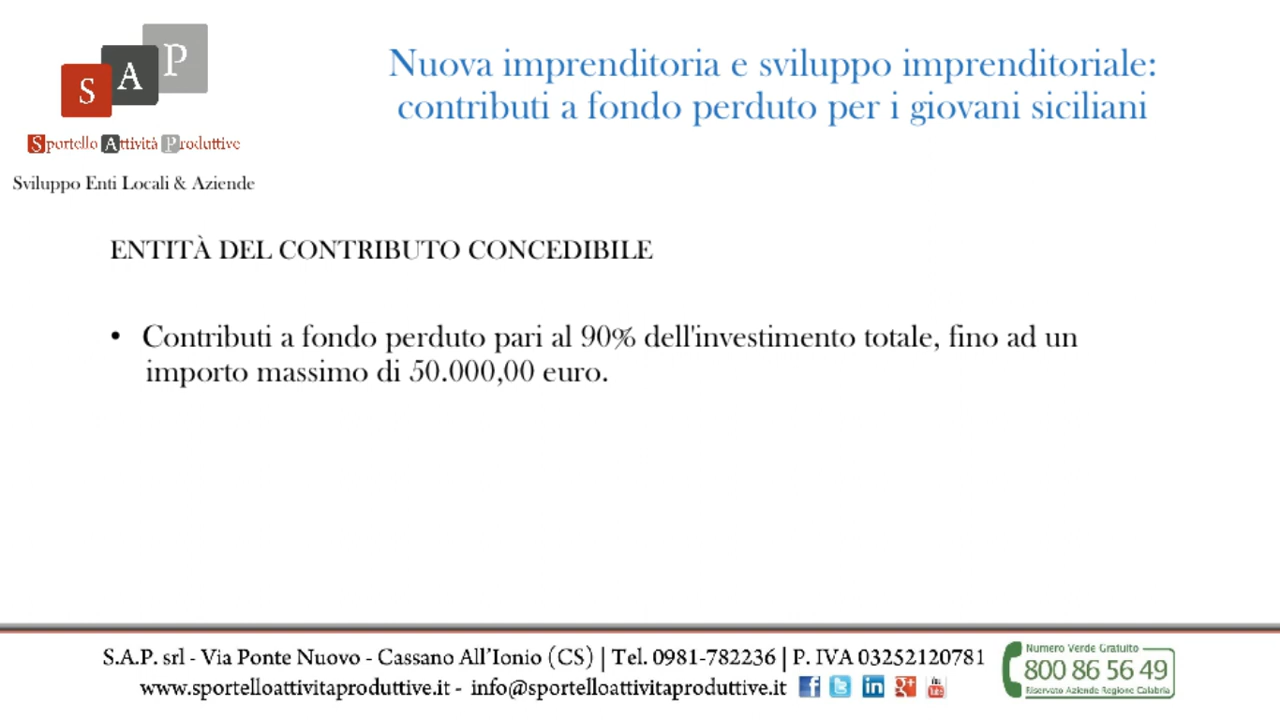 S A P
Sportello Attività Produttive
Sviluppo Enti Locali & Aziende
Nuova imprenditoria e sviluppo imprenditoriale:
contributi a fondo perduto per i giovani siciliani
ENTITÀ DEL CONTRIBUTO CONCEDIBILE
• Contributi a fondo perduto pari al 90% dell'investimento totale, fino ad un
importo massimo di 50.000,00 euro.
S.A.P. srl - Via Ponte Nuovo - Cassano All'Ionio (CS) | Tel. 0981-782236 | P. IVA 03252120781
www.sportelloattivitaproduttive.it - info@sportelloattivitaproduttive.it
Numero Verde Gratuito
800 86 56 49
Riservato Aziende Regione Calabria